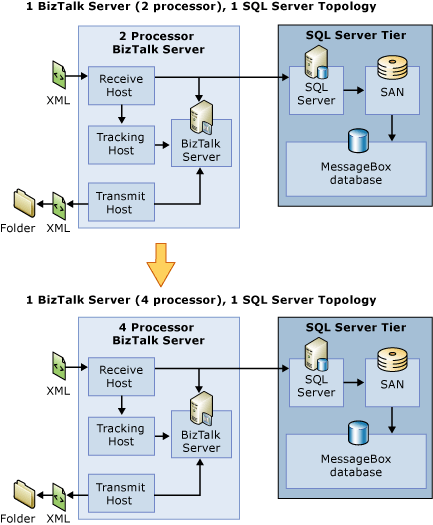 1 BizTalk Server (2 processor), 1 SQL Server Topology
2 Processor
BizTalk Server
SQL Server Tier
XML
Receive
Host
SQL
Server
SAN
Tracking
Host
BizTalk
Server
MessageBox
database
Transmit
Host
Folder
XML
1 BizTalk Server (4 processor), 1 SQL Server Topology
4 Processor
BizTalk Server
SQL Server Tier
XML
Receive
Host
SQL
Server
SAN
Tracking
Host
BizTalk
Server
MessageBox
database
Transmit
Host
Folder
XML